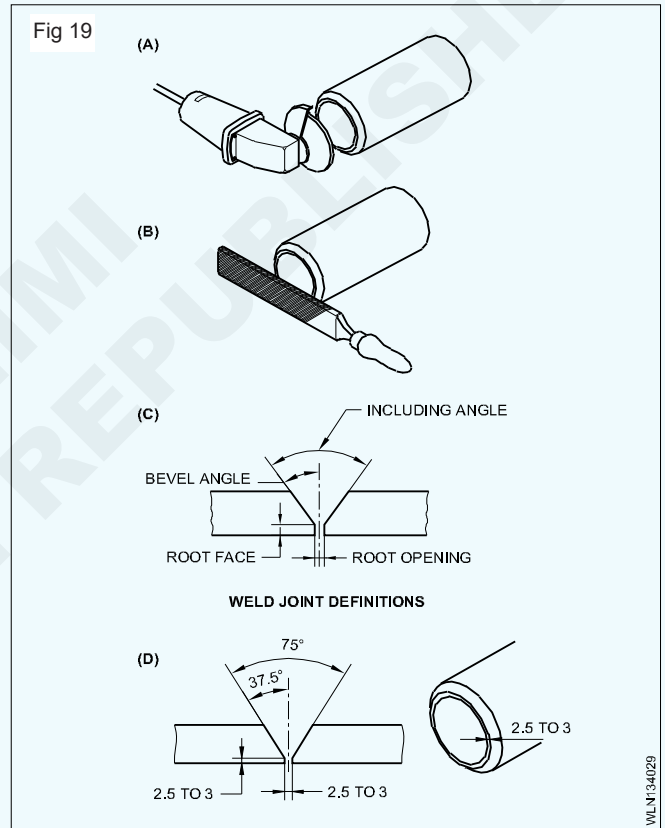 Fig 19
(A)
(B)
(C)
INCLUDING ANGLE
BEVEL ANGLE
ROOT FACE
ROOT OPENING
WELD JOINT DEFINITIONS
(D)
75°
37.5°
2.5 TO 3
2.5 TO 3
2.5 TO 3
WLN134029
REPUBLISHE